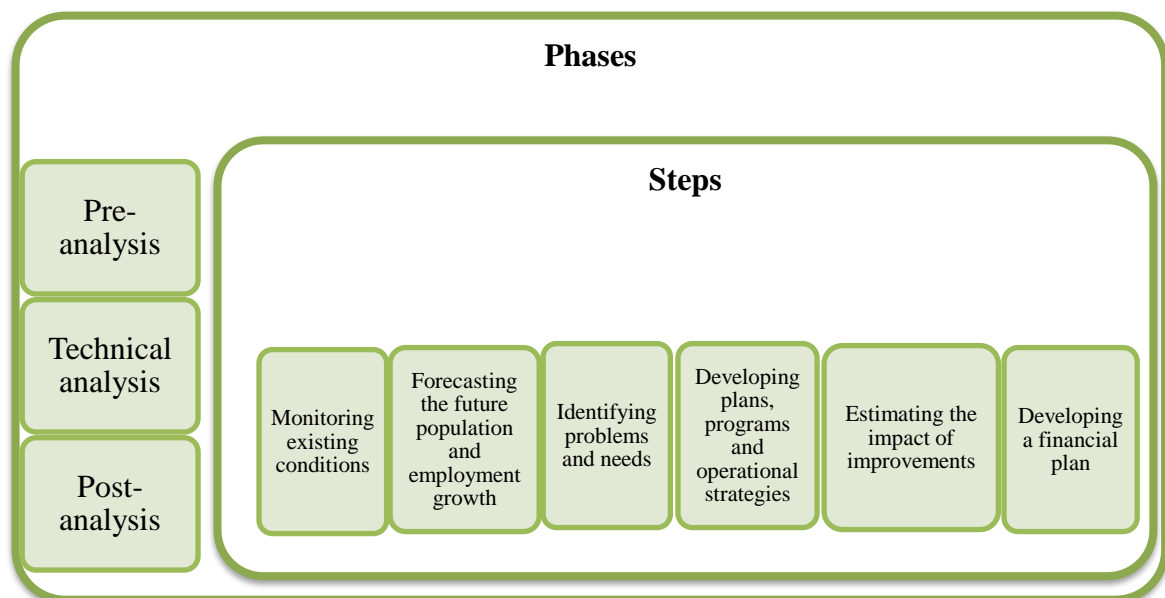 Phases
Pre-
analysis
Technical
analysis
Post-
analysis
Steps
Monitoring
existing
conditions
Forecasting
the future
population
and
employment
growth
Identifying
problems
and needs
Developing
plans,
programs
and
operational
strategies
Estimating the
impact of
improvements
Developing
a financial
plan